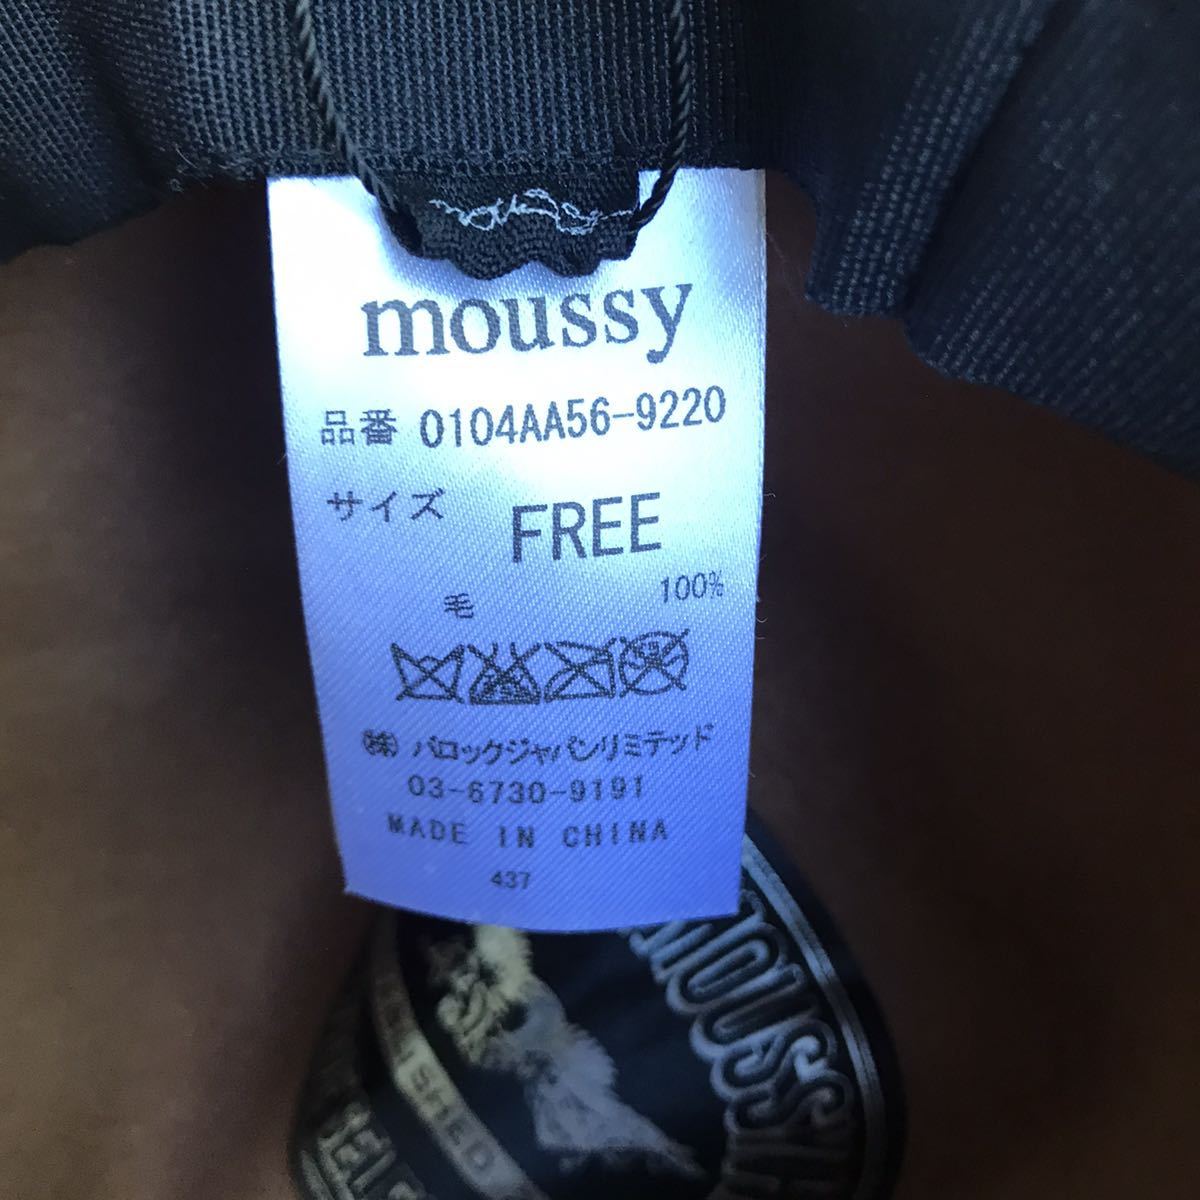 moussy
品番 0104AA56-9220
サイズ FREE
毛 100%
㈱ バロックジャパンリミテッド
03-6730-9191
MADE IN CHINA
437
MOUSSY